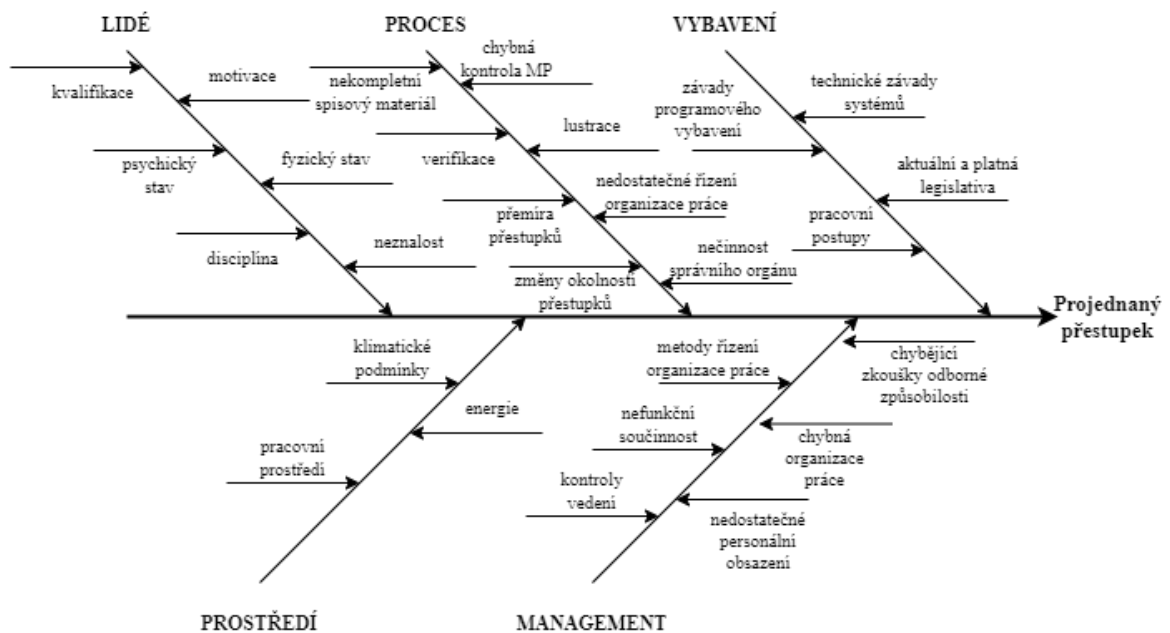 LIDÉ
PROCES
VYBAVENÍ
kvalifikace
motivace
psychický
stav
fyzický stav
disciplína
neznalost
chybná
kontrola MP
nekompletní
spisový materiál
lustrace
verifikace
nedostatečné řízení
organizace práce
přemíra
přestupků
nečinnost
správního orgánu
změny okolností
přestupků
technické závady
systémů
závady
programového
vybavení
aktuální a platná
legislativa
pracovní
postupy
Projednaný
přestupek
klimatické
podmínky
energie
pracovní
prostředí
metody řízení
organizace práce
chybějící
zkoušky odborné
způsobilosti
nefunkční
součinnost
chybná
organizace
práce
kontroly
vedení
nedostatečné
personální
obsazení
PROSTŘEDÍ
MANAGEMENT